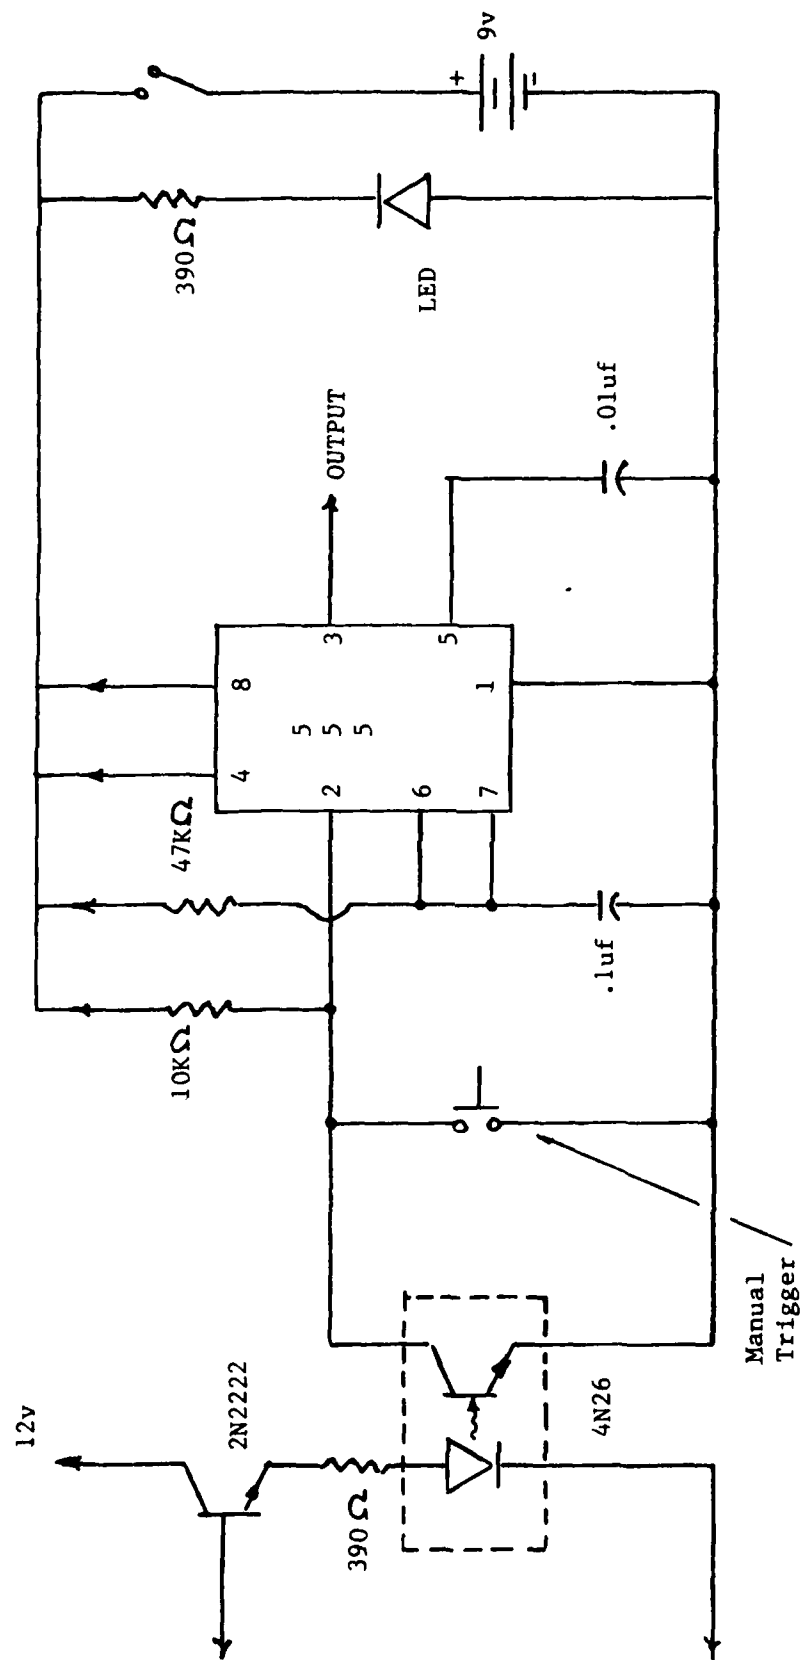 12v
2N2222
390Ω
4N26
Manual
Trigger
10KΩ
47KΩ
.1uf
4
8
2
6
7
5 5 5
1
3
5
OUTPUT
.01uf
390Ω
LED
+
=
9v